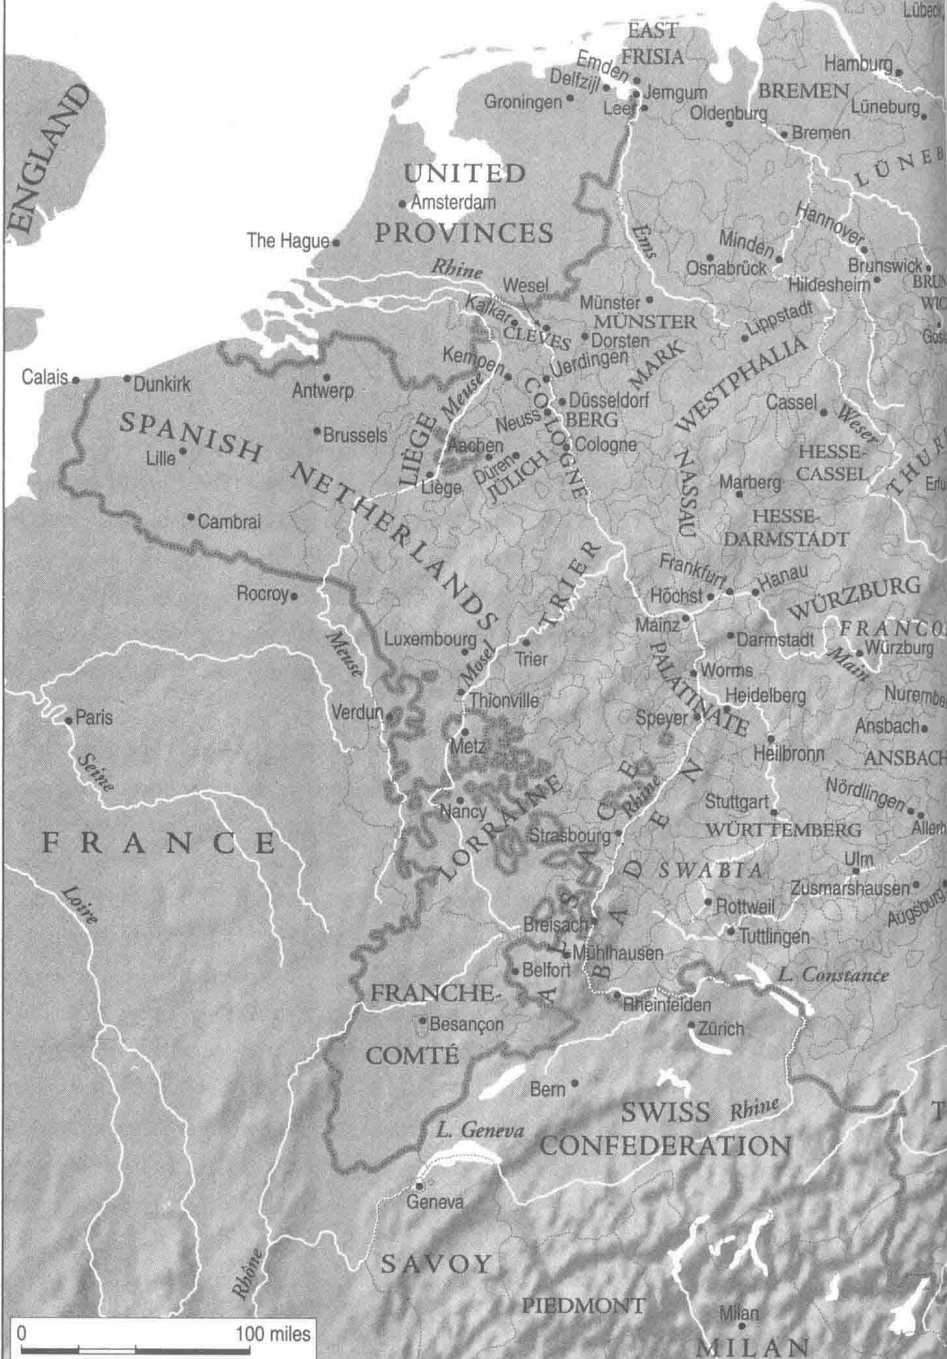 Lübeck
EAST
FRISIA
Emden
Delfzijl
Hamburg
Groningen
Jemgum
BREMEN
Leer
Oldenburg
Lüneburg
Bremen
ENGLAND
UNITED
PROVINCES
Amsterdam
The Hague
Ems
Hannover
Minden
Osnabrück
Brunswick
Hildesheim
Rhine
Wesel
Münster
MÜNSTER
Kalkar
CLEVES
Dorsten
Lippstadt
Kempen
Uerdingen
MARK
WESTPHALIA
Calais
Dunkirk
Antwerp
Meuse
COLOGNE
Düsseldorf
Neuss
BERG
Cassel
Weser
SPANISH
NETHERLANDS
Brussels
Lille
LIÈGE
Aachen
Düren
JÜLICH
Cologne
HESSE-
CASSEL
Liège
NASSAU
Marberg
HESSE-
DARMSTADT
Cambrai
Rocroy
TRIER
Frankfurt
Hanau
Höchst
WÜRZBURG
Mainz
Meuse
Luxembourg
Mosel
Trier
Darmstadt
Würzburg
Main
Worms
PALATINATE
Thionville
Heidelberg
Paris
Verdun
Speyer
Ansbach
ANSBACH
Metz
Heilbronn
Seine
Nancy
LORRAINE
ALSACE
Rhine
BADEN
Stuttgart
Nördlingen
FRANCE
Strasbourg
WÜRTTEMBERG
SWABIA
Ulm
Zusmarshausen
Augsburg
Loire
Rottweil
Breisach
Tuttlingen
Mühlhausen
Belfort
L. Constance
FRANCHE-
COMTÉ
Rheinfelden
Besançon
Zürich
Bern
SWISS
CONFEDERATION
Rhine
L. Geneva
Geneva
Rhône
SAVOY
PIEDMONT
Milan
MILAN
0 100 miles